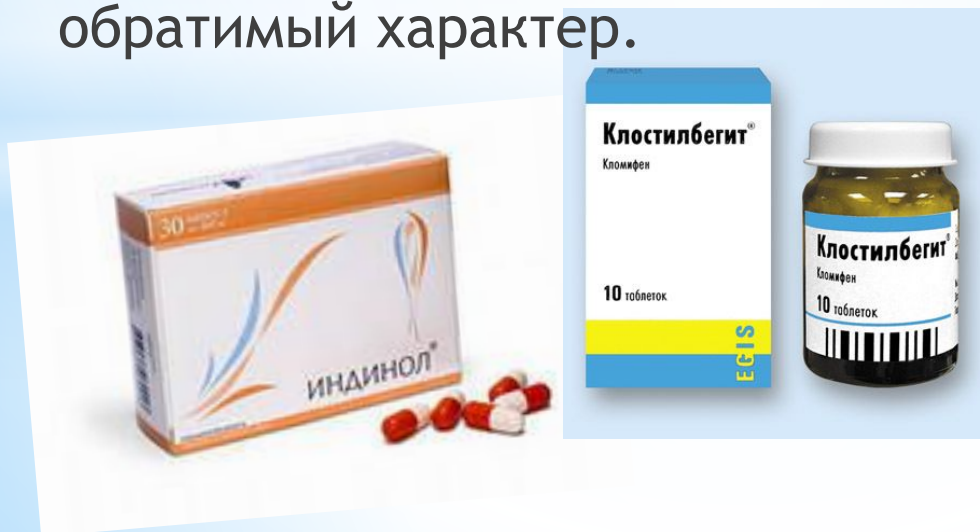 обратимый характер.
Клостилбегит®
Кломифен
10 таблеток
EGIS
Клостилбегит®
Кломифен
10 таблеток
30
ИНДИНОЛ®